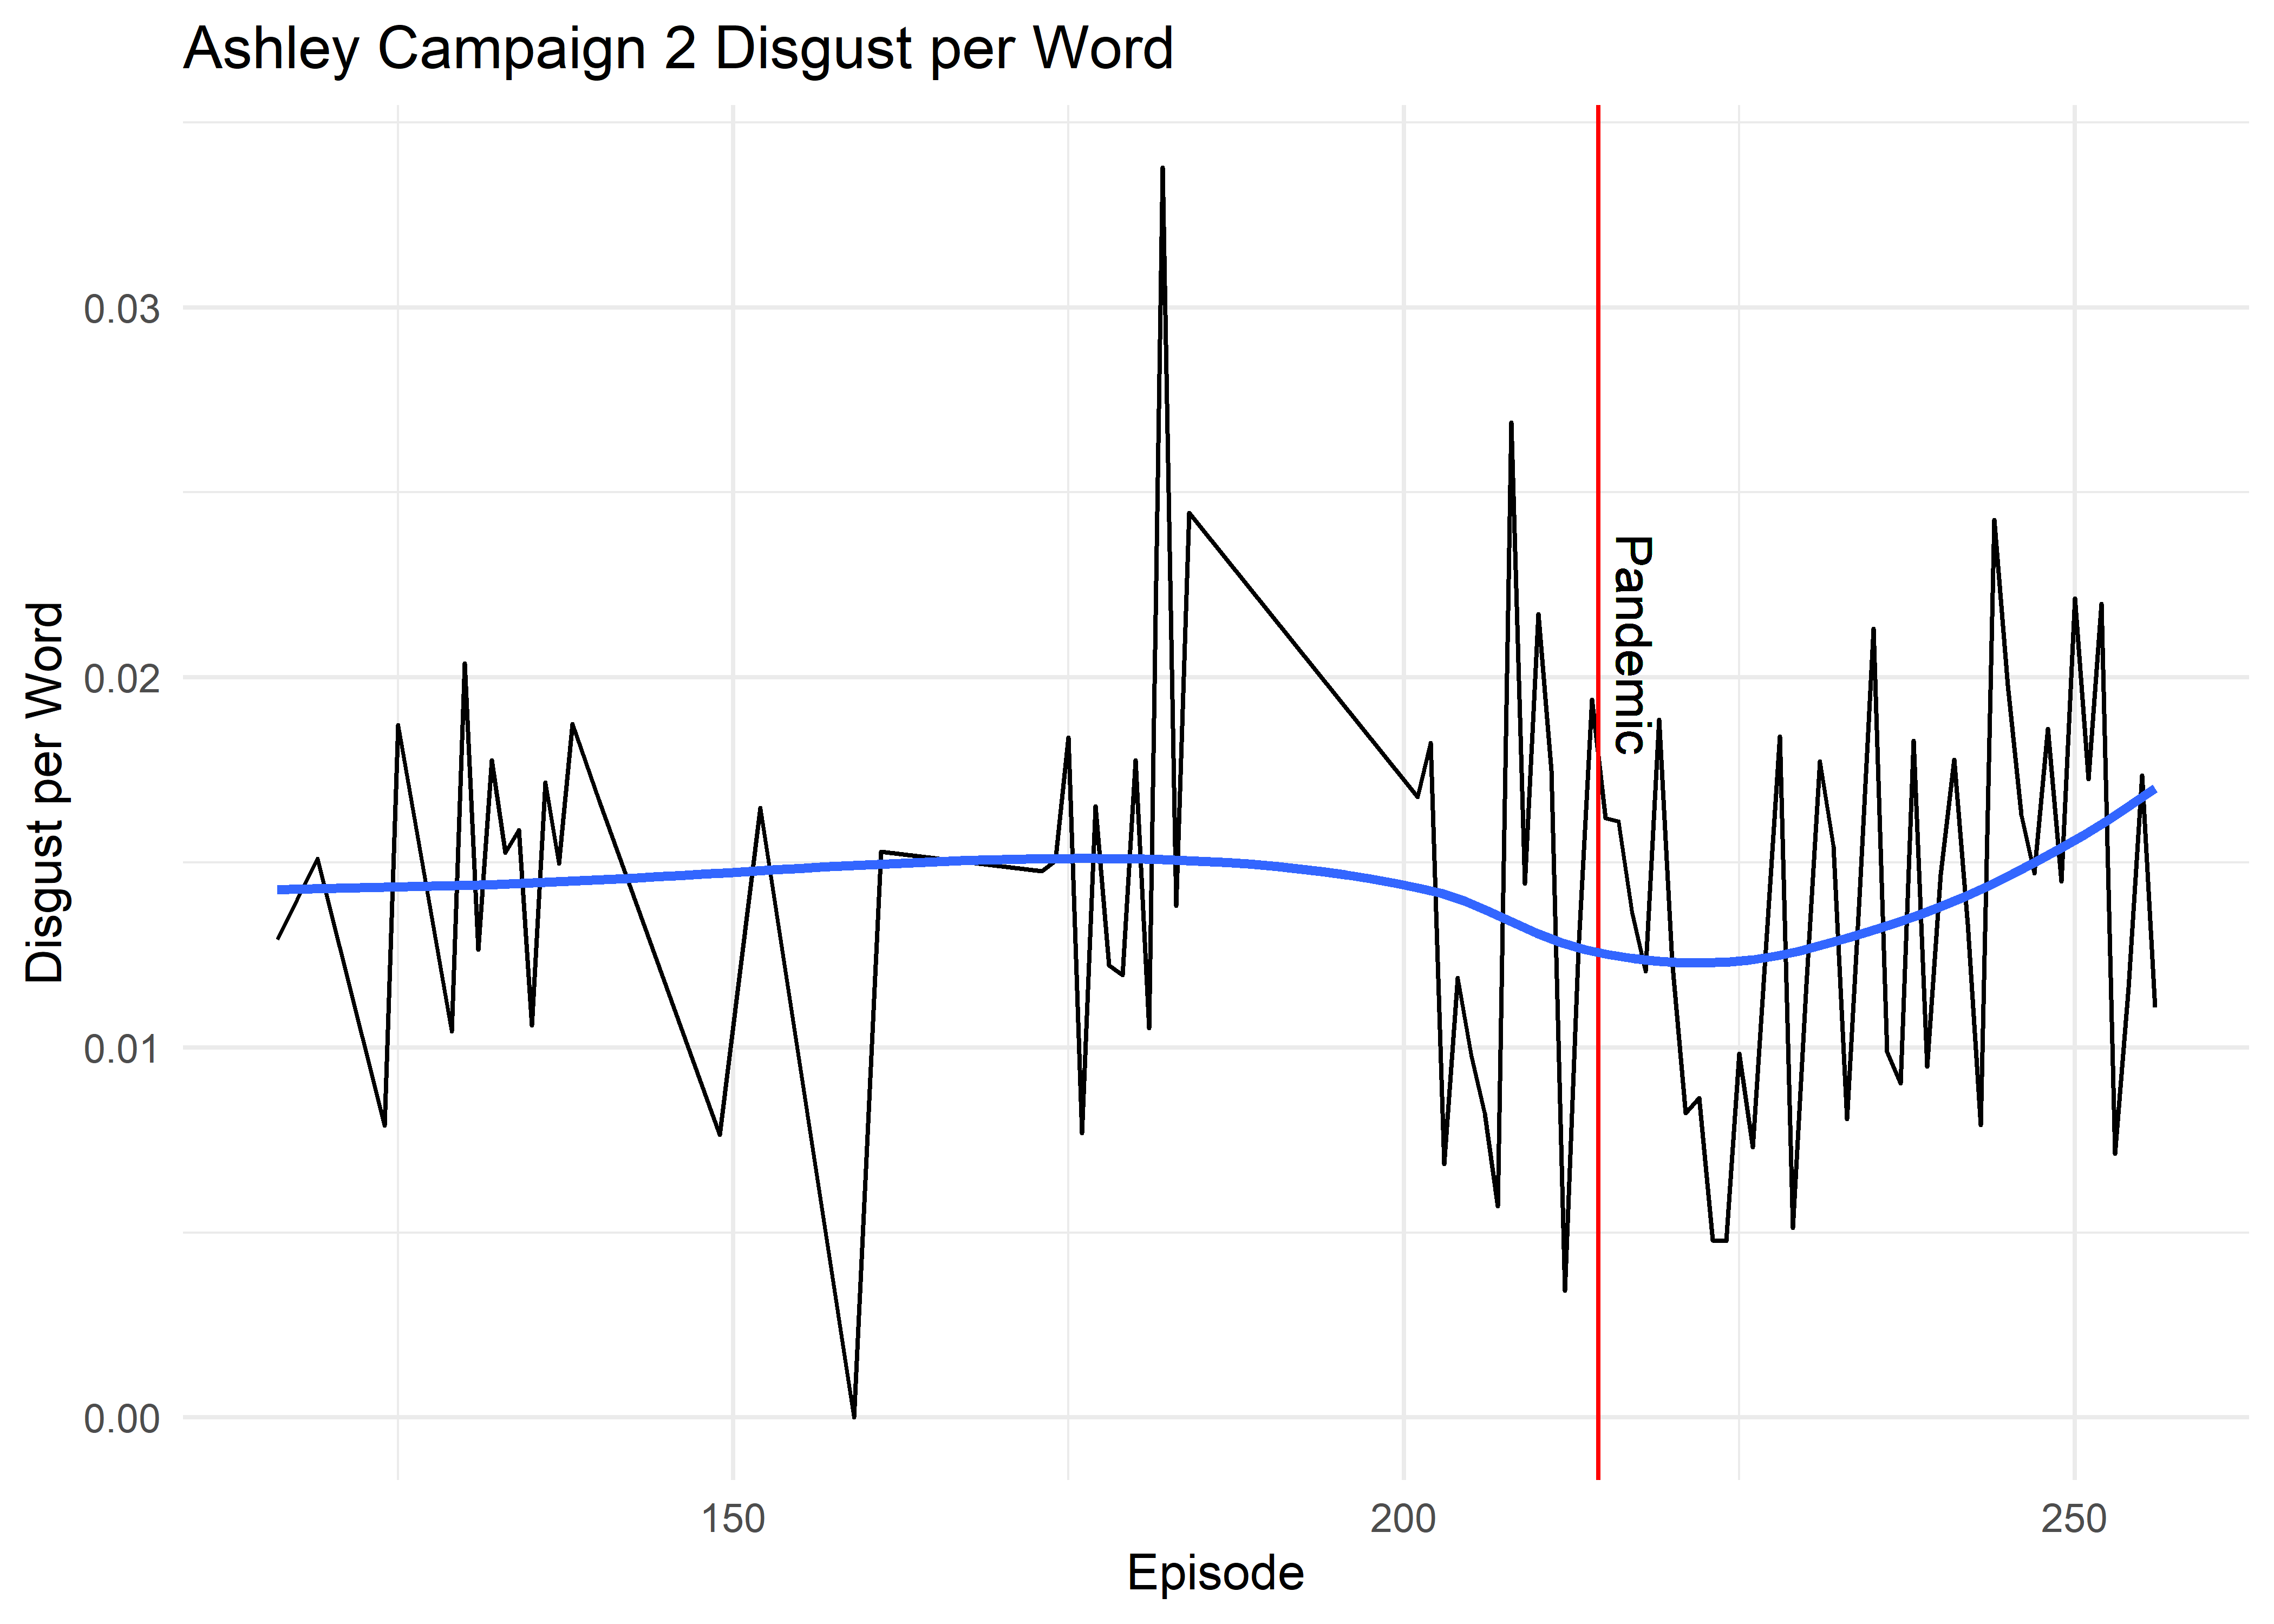 Ashley Campaign 2 Disgust per Word
Disgust per Word
0.03
0.02
0.01
0.00
Pandemic
150
200
250
Episode